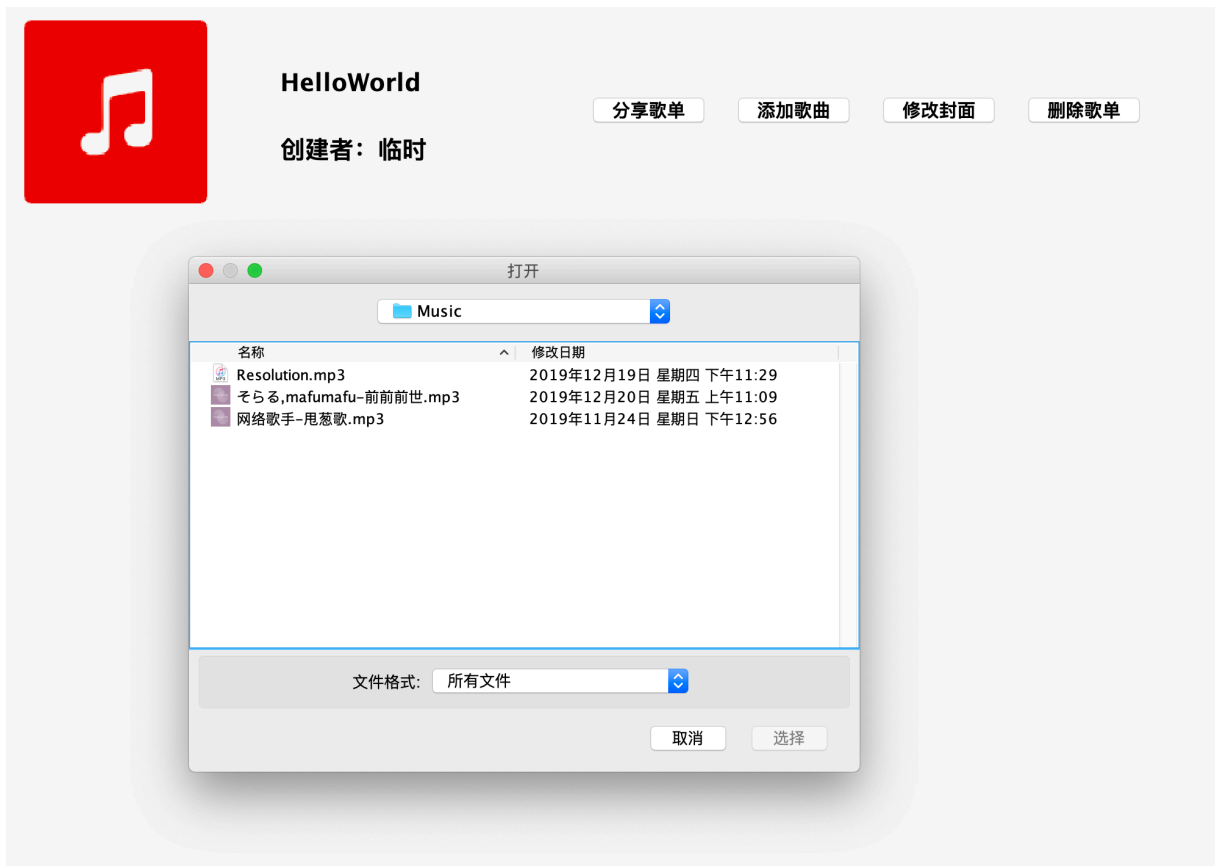 HelloWorld
创建者：临时
分享歌单 添加歌曲 修改封面 删除歌单
打开
Music
名称 修改日期
Resolution.mp3 2019年12月19日 星期四 下午11:29
そらる,mafumafu-前前前世.mp3 2019年12月20日 星期五 上午11:09
网络歌手-甩葱歌.mp3 2019年11月24日 星期日 下午12:56
文件格式: 所有文件
取消 选择